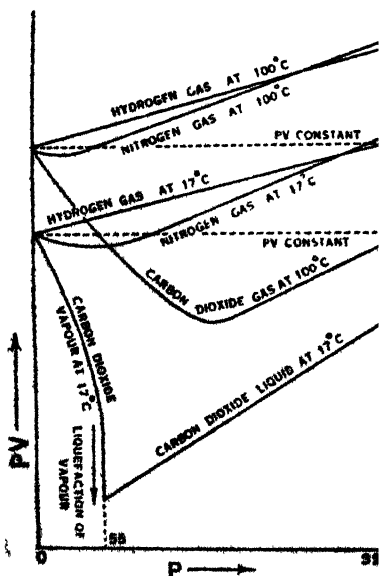 HYDROGEN GAS AT 100°C
NITROGEN GAS AT 100°C
PV CONSTANT
HYDROGEN GAS AT 17°C
NITROGEN GAS AT 17°C
PV CONSTANT
CARBON DIOXIDE GAS AT 100°C
CARBON DIOXIDE
VAPOUR AT 17°C
CARBON DIOXIDE LIQUID AT 17°C
LIQUEFACTION OF
VAPOUR
PV
55
0
P